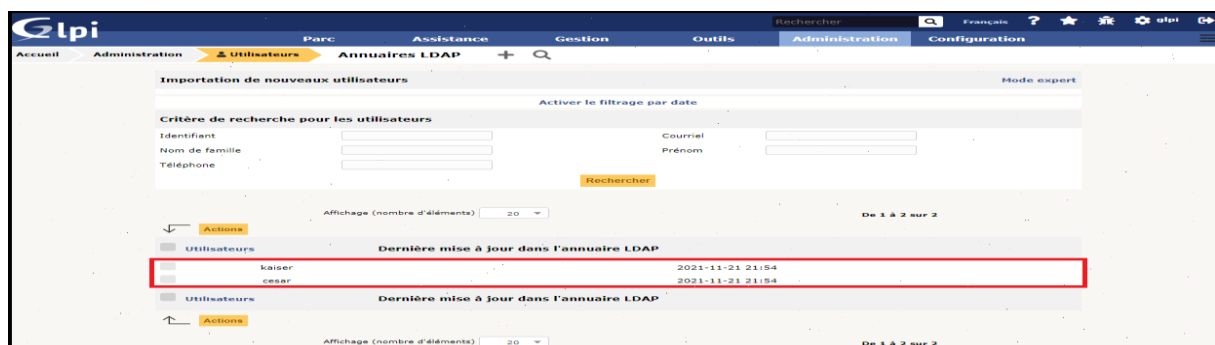 Glpi
Rechercher Français ? glpi
Parc Assistance Gestion Outils Administration Configuration
Accueil Administration Utilisateurs Annuaires LDAP
Importation de nouveaux utilisateurs Mode expert
Activer le filtrage par date
Critère de recherche pour les utilisateurs
Identifiant Courriel
Nom de famille Prénom
Téléphone
Rechercher
Affichage (nombre d'éléments) 20 De 1 à 2 sur 2
Actions
Utilisateurs Dernière mise à jour dans l'annuaire LDAP
kaiser 2021-11-21 21:54
cesar 2021-11-21 21:54
Utilisateurs Dernière mise à jour dans l'annuaire LDAP
Actions
Affichage (nombre d'éléments) 20 De 1 à 2 sur 2